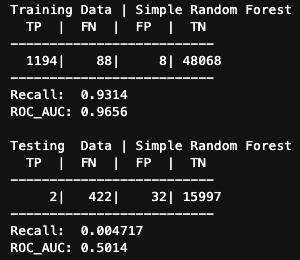 Training Data | Simple Random Forest
TP | FN | FP | TN
----------------------------
1194| 88| 8| 48068
----------------------------
Recall: 0.9314
ROC_AUC: 0.9656
Testing Data | Simple Random Forest
TP | FN | FP | TN
----------------------------
2| 422| 32| 15997
----------------------------
Recall: 0.004717
ROC_AUC: 0.5014